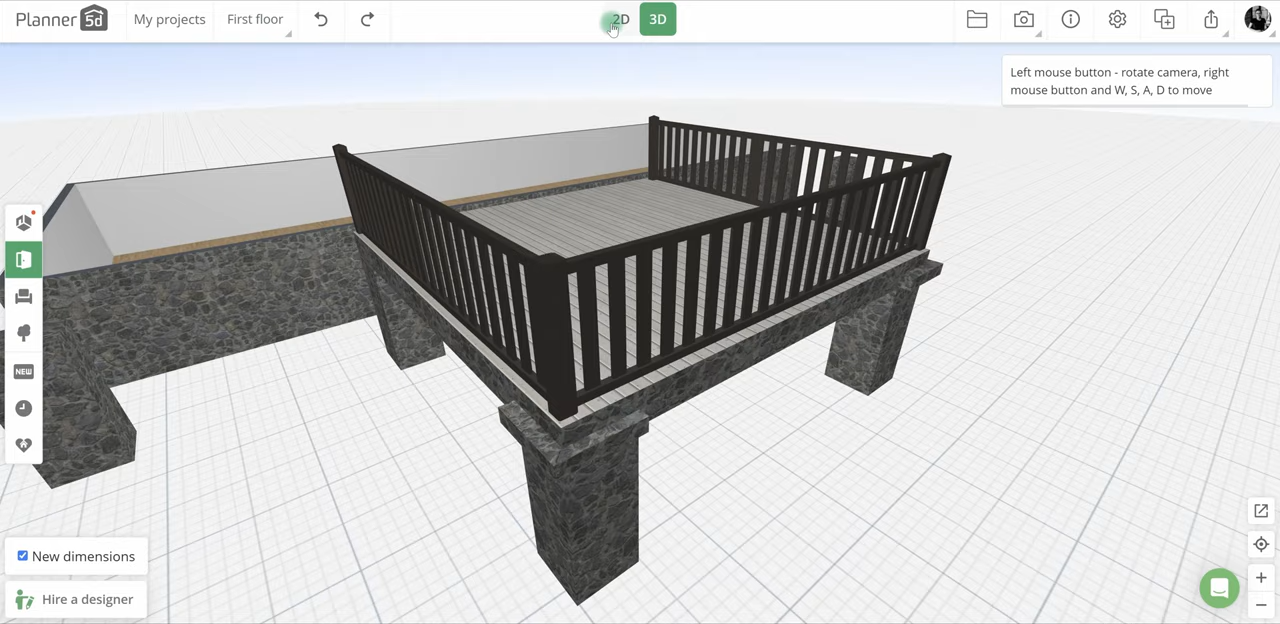 Planner 5d
My projects
First floor
2D
3D
Left mouse button - rotate camera, right
mouse button and W, S, A, D to move
NEW
New dimensions
Hire a designer